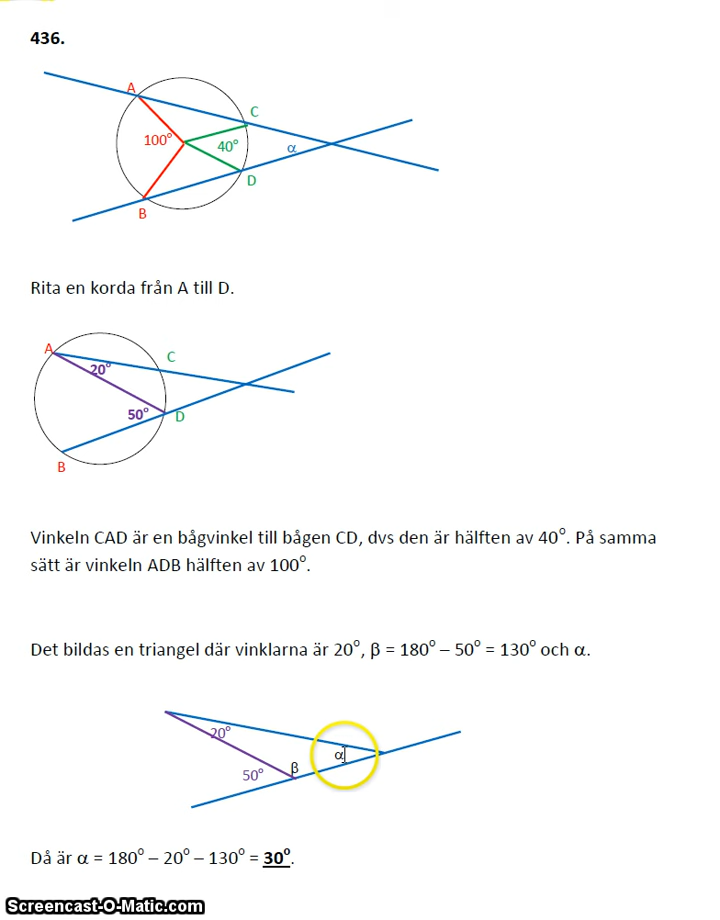 436.
A
C
100°
40°
α
D
B
Rita en korda från A till D.
A
C
20°
50°
D
B
Vinkeln CAD är en bågvinkel till bågen CD, dvs den är hälften av 40°. På samma
sätt är vinkeln ADB hälften av 100°.
Det bildas en triangel där vinklarna är 20°, β = 180° – 50° = 130° och α.
20°
α
50°
β
Då är α = 180° – 20° – 130° = 30°.
Screencast-O-Matic.com